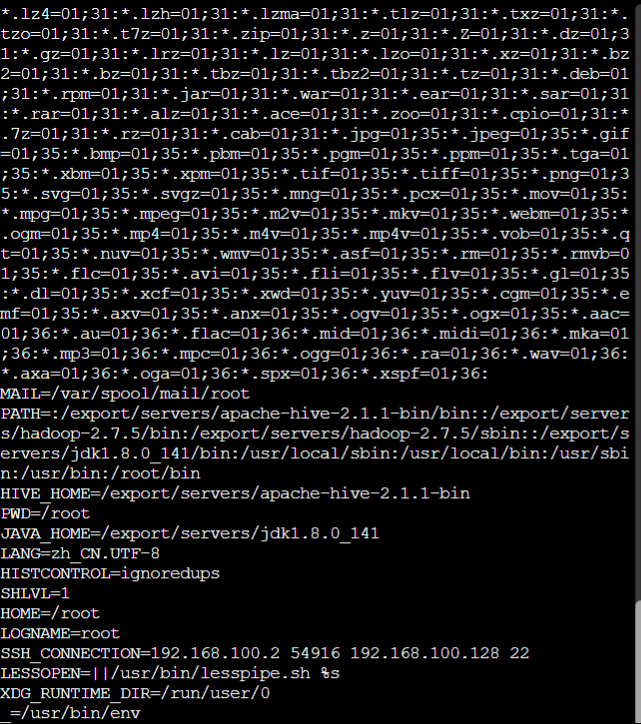 *.lz4=01;31:*.lzh=01;31:*.lzma=01;31:*.tlz=01;31:*.txz=01;31:*.
tzo=01;31:*.t7z=01;31:*.zip=01;31:*.z=01;31:*.Z=01;31:*.dz=01;3
1:*.gz=01;31:*.lrz=01;31:*.lz=01;31:*.lzo=01;31:*.xz=01;31:*.bz
2=01;31:*.bz=01;31:*.tbz=01;31:*.tbz2=01;31:*.tz=01;31:*.deb=01
;31:*.rpm=01;31:*.jar=01;31:*.war=01;31:*.ear=01;31:*.sar=01;31
:*.rar=01;31:*.alz=01;31:*.ace=01;31:*.zoo=01;31:*.cpio=01;31:*
.7z=01;31:*.rz=01;31:*.cab=01;31:*.jpg=01;35:*.jpeg=01;35:*.gif
=01;35:*.bmp=01;35:*.pbm=01;35:*.pgm=01;35:*.ppm=01;35:*.tga=01
;35:*.xbm=01;35:*.xpm=01;35:*.tif=01;35:*.tiff=01;35:*.png=01;3
5:*.svg=01;35:*.svgz=01;35:*.mng=01;35:*.pcx=01;35:*.mov=01;35:
*.mpg=01;35:*.mpeg=01;35:*.m2v=01;35:*.mkv=01;35:*.webm=01;35:*
.ogm=01;35:*.mp4=01;35:*.m4v=01;35:*.mp4v=01;35:*.vob=01;35:*.q
t=01;35:*.nuv=01;35:*.wmv=01;35:*.asf=01;35:*.rm=01;35:*.rmvb=0
1;35:*.flc=01;35:*.avi=01;35:*.fli=01;35:*.flv=01;35:*.gl=01;35
:*.dl=01;35:*.xcf=01;35:*.xwd=01;35:*.yuv=01;35:*.cgm=01;35:*.e
mf=01;35:*.axv=01;35:*.anx=01;35:*.ogv=01;35:*.ogx=01;35:*.aac=
01;36:*.au=01;36:*.flac=01;36:*.mid=01;36:*.midi=01;36:*.mka=01
;36:*.mp3=01;36:*.mpc=01;36:*.ogg=01;36:*.ra=01;36:*.wav=01;36:
*.axa=01;36:*.oga=01;36:*.spx=01;36:*.xspf=01;36:
MAIL=/var/spool/mail/root
PATH=:/export/servers/apache-hive-2.1.1-bin/bin::/export/server
s/hadoop-2.7.5/bin:/export/servers/hadoop-2.7.5/sbin::/export/s
ervers/jdk1.8.0_141/bin:/usr/local/sbin:/usr/local/bin:/usr/sbi
n:/usr/bin:/root/bin
HIVE_HOME=/export/servers/apache-hive-2.1.1-bin
PWD=/root
JAVA_HOME=/export/servers/jdk1.8.0_141
LANG=zh_CN.UTF-8
HISTCONTROL=ignoredups
SHLVL=1
HOME=/root
LOGNAME=root
SSH_CONNECTION=192.168.100.2 54916 192.168.100.128 22
LESSOPEN=||/usr/bin/lesspipe.sh %s
XDG_RUNTIME_DIR=/run/user/0
_=/usr/bin/env